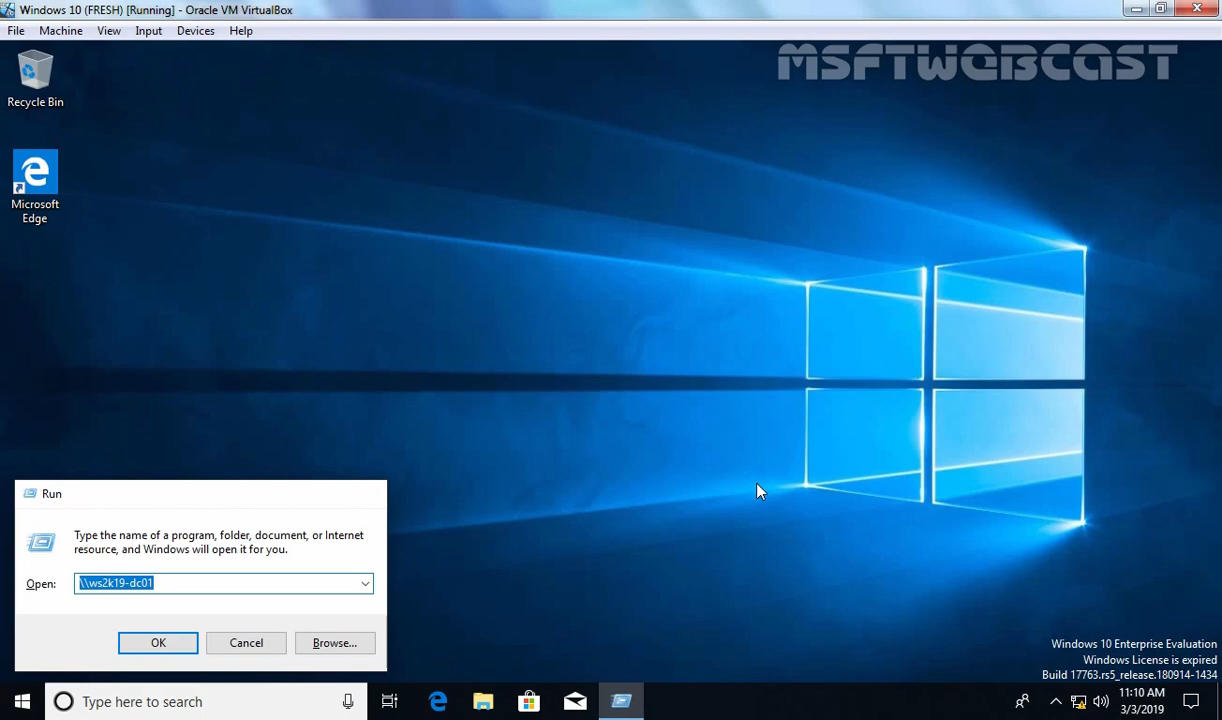 Windows 10 (FRESH) [Running] - Oracle VM VirtualBox
File Machine View Input Devices Help
MSFTWEBCAST
Recycle Bin
Microsoft
Edge
Run
Type the name of a program, folder, document, or Internet
resource, and Windows will open it for you.
Open: \\ws2k19-dc01
OK Cancel Browse...
Windows 10 Enterprise Evaluation
Windows License is expired
Build 17763.rs5_release.180914-1434
Type here to search
11:10 AM
3/3/2019